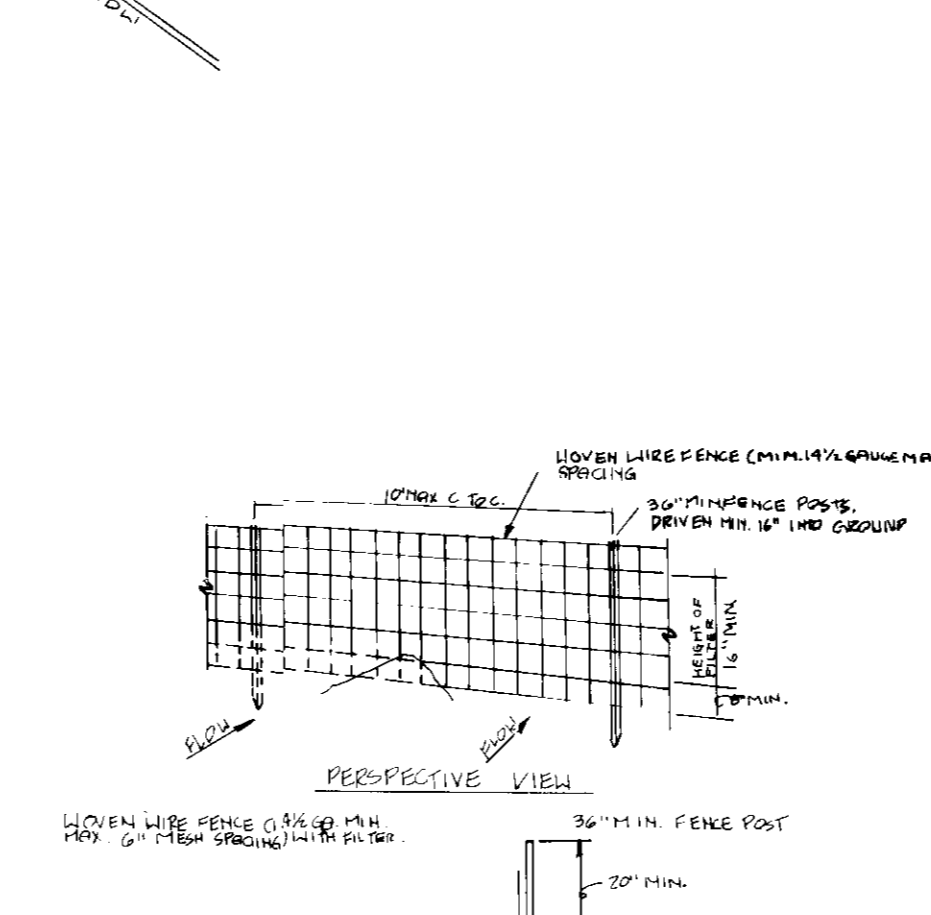 WOVEN WIRE FENCE (MIN. 14½ GAUGE MA
SPACING
10' MAX C TO C.
36" MIN FENCE POSTS,
DRIVEN MIN. 16" INTO GROUND
HEIGHT OF
FILTER
16" MIN
MIN.
FLOW
FLOW
PERSPECTIVE VIEW
WOVEN WIRE FENCE (14½ GA. MIN.
MAX. 6" MESH SPACING) WITH FILTER.
36" MIN. FENCE POST
20" MIN.